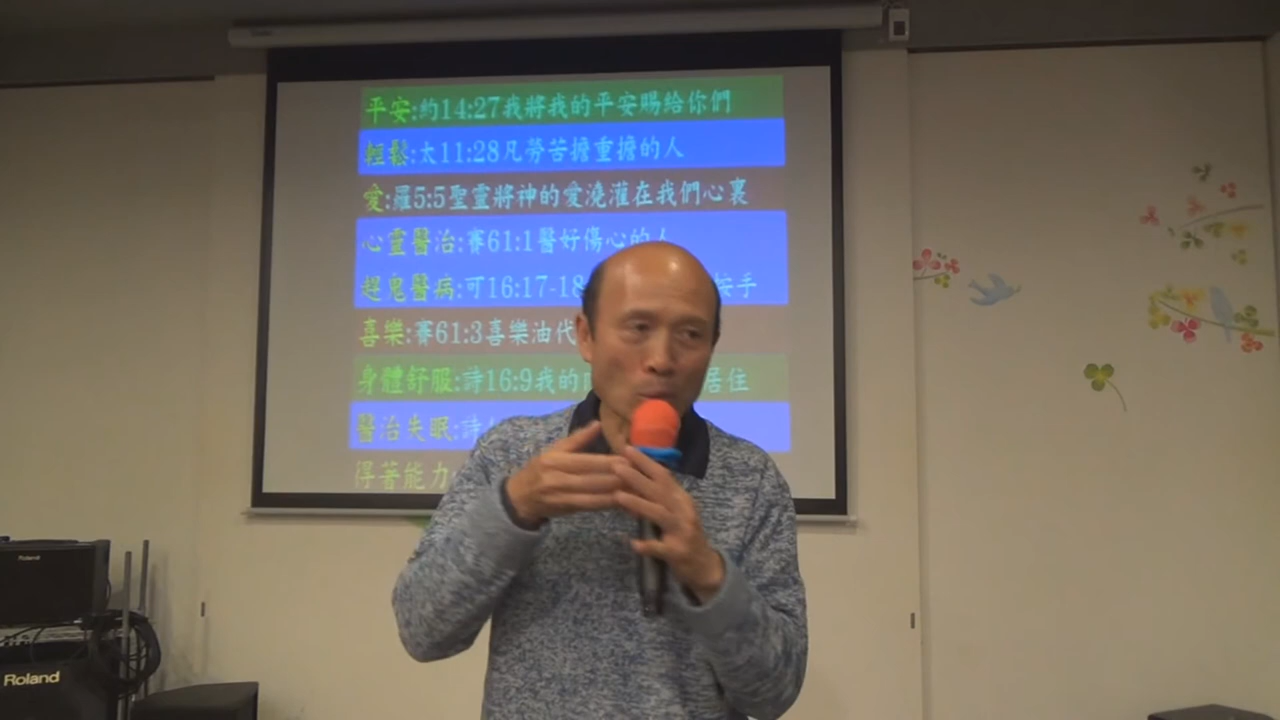 平安:約14:27我將我的平安賜給你們
輕鬆:太11:28凡勞苦擔重擔的人
愛:羅5:5聖靈將神的愛澆灌在我們心裏
心靈醫治:賽61:1醫好傷心的人
趕鬼醫病:可16:17-18 按手
喜樂:賽61:3喜樂油代
身體舒服:詩16:9我的 居住
醫治失眠:詩
得著能力
Roland
Roland